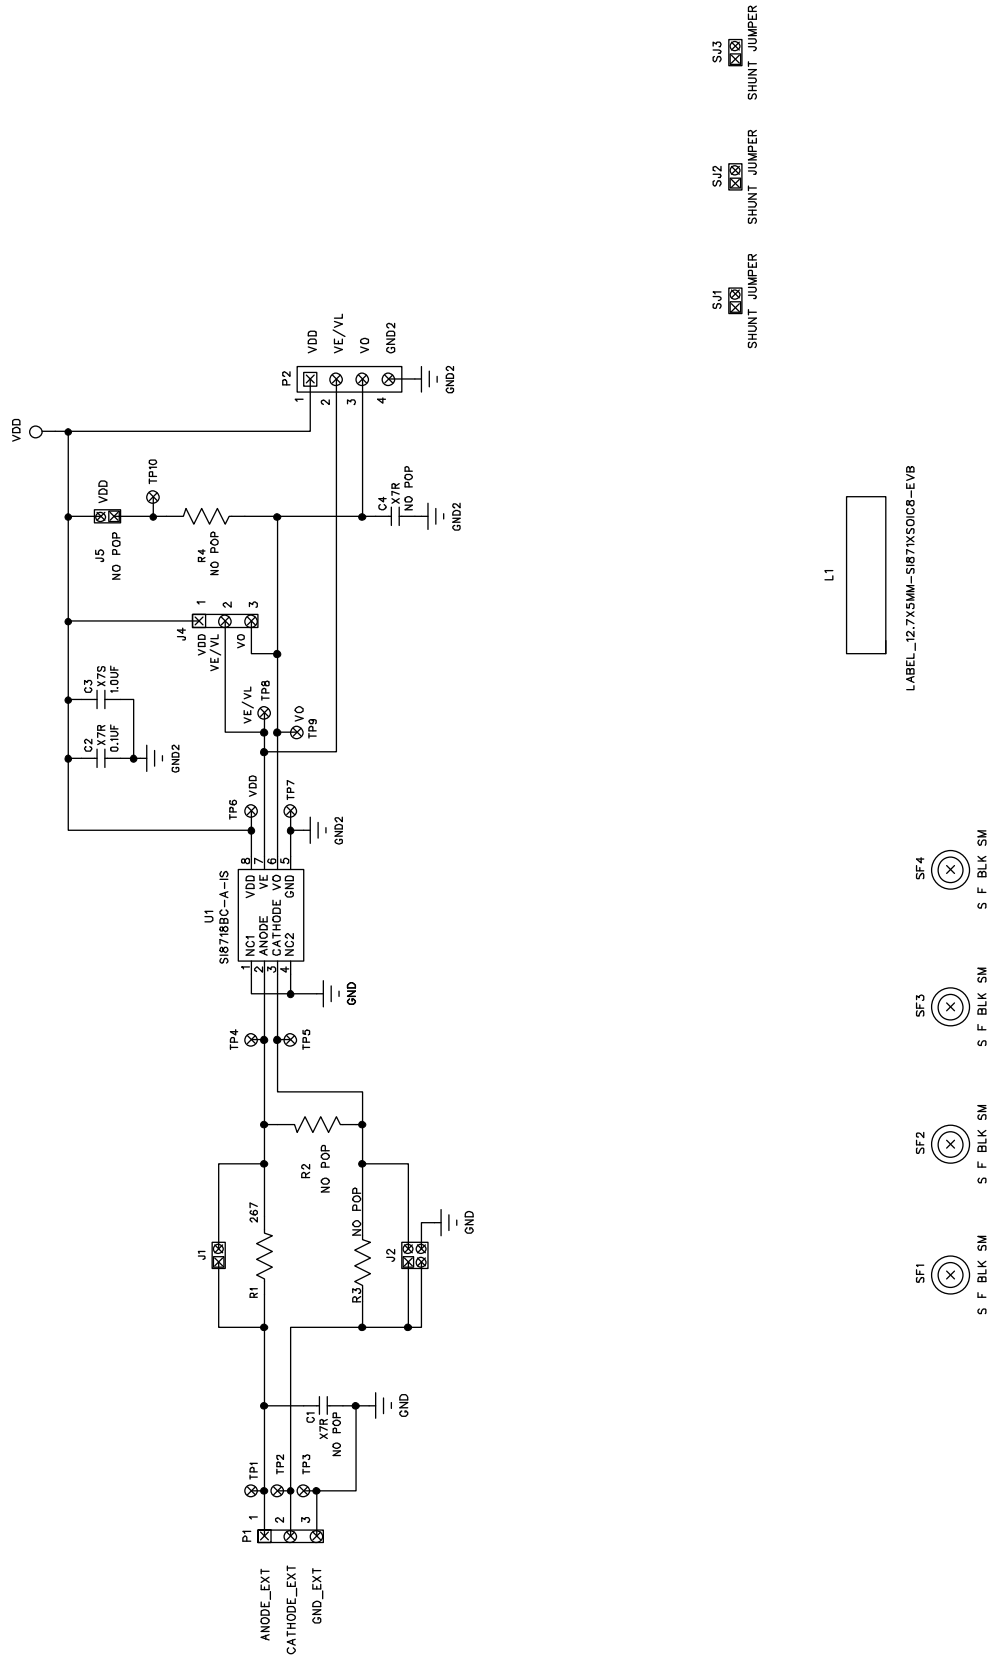 SJ3
SHUNT JUMPER
SJ2
SHUNT JUMPER
SJ1
SHUNT JUMPER
VDD
P2
1
2
3
4
VDD
VE/VL
VO
GND2
GND2
J5
NO POP
VDD
TP10
R4
NO POP
C4
X7R
NO POP
GND2
J4
1
2
3
VDD
VE/VL
VO
C3
X7S
1.0UF
C2
X7R
0.1UF
GND2
VE/VL
TP8
VO
TP9
TP6
VDD
TP7
GND2
U1
SI8718BC-A-IS
8
7
6
5
VDD
VE
VO
GND
NC1
ANODE
CATHODE
NC2
1
2
3
4
GND
TP4
TP5
R2
NO POP
J1
R1
267
R3
NO POP
J2
GND
C1
X7R
NO POP
GND
TP1
TP2
TP3
P1
1
2
3
ANODE_EXT
CATHODE_EXT
GND_EXT
L1
LABEL_12.7X5MM-SI871XSOIC8-EVB
SF4
S F BLK SM
SF3
S F BLK SM
SF2
S F BLK SM
SF1
S F BLK SM